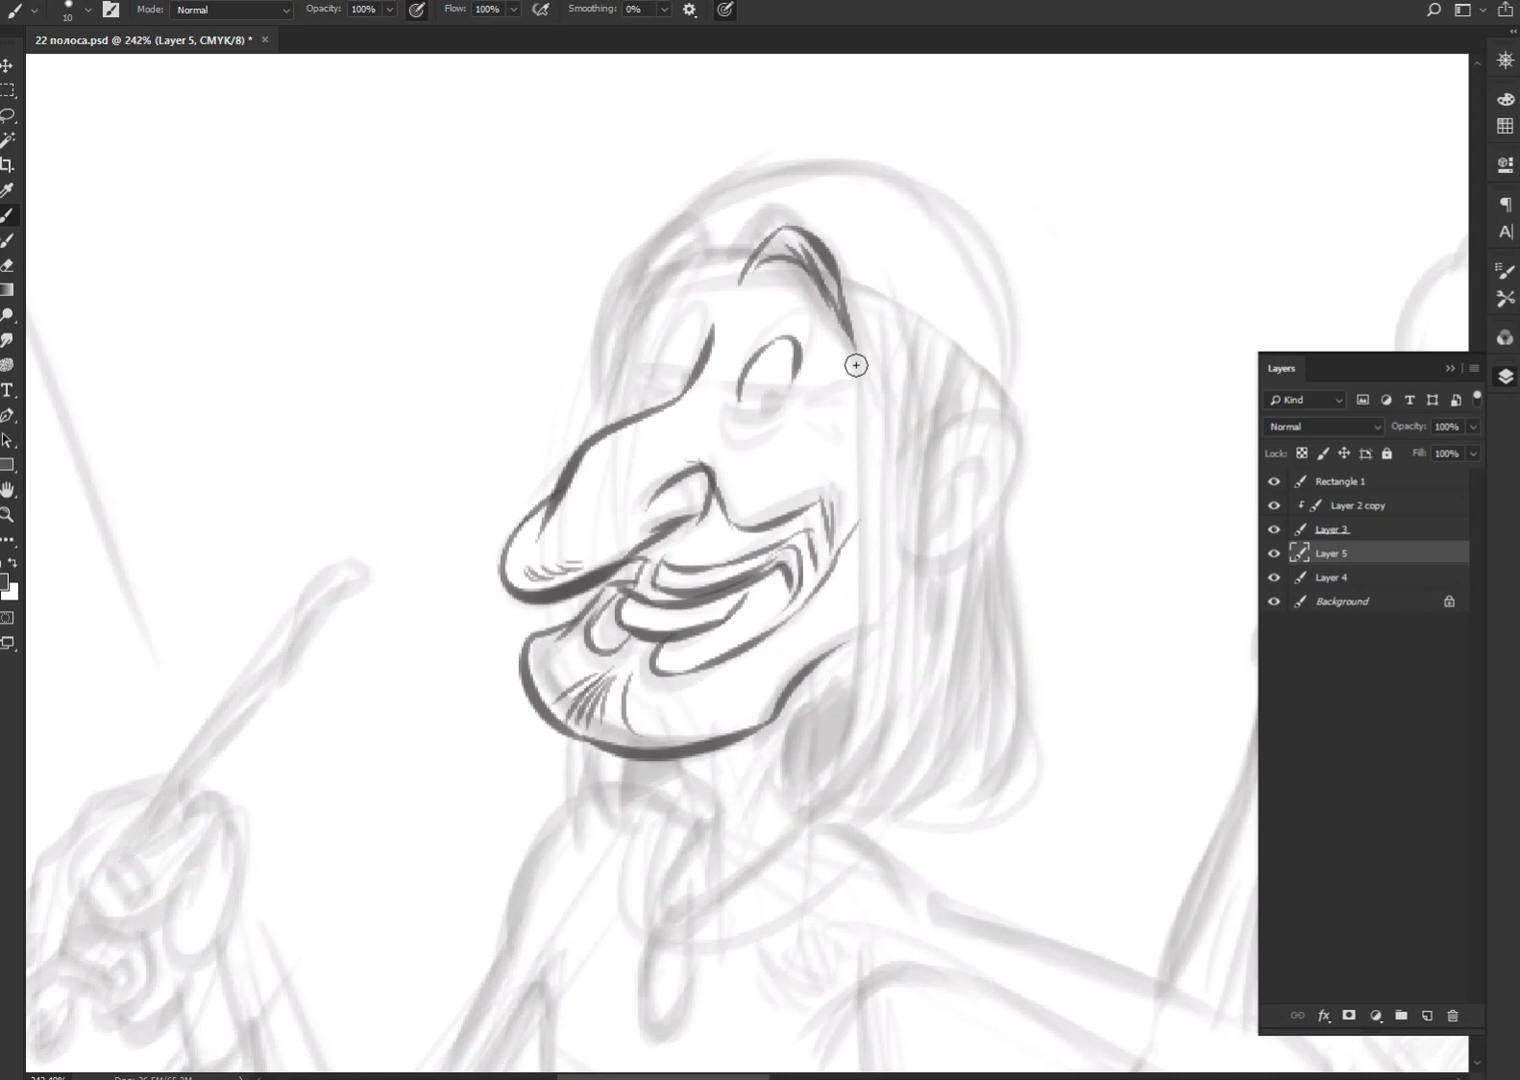 10 Mode: Normal Opacity: 100% Flow: 100% Smoothing: 0%
22 полоса.psd @ 242% (Layer 5, CMYK/8) *
Layers
Kind
Normal Opacity: 100%
Lock: Fill: 100%
Rectangle 1
Layer 2 copy
Layer 3
Layer 5
Layer 4
Background